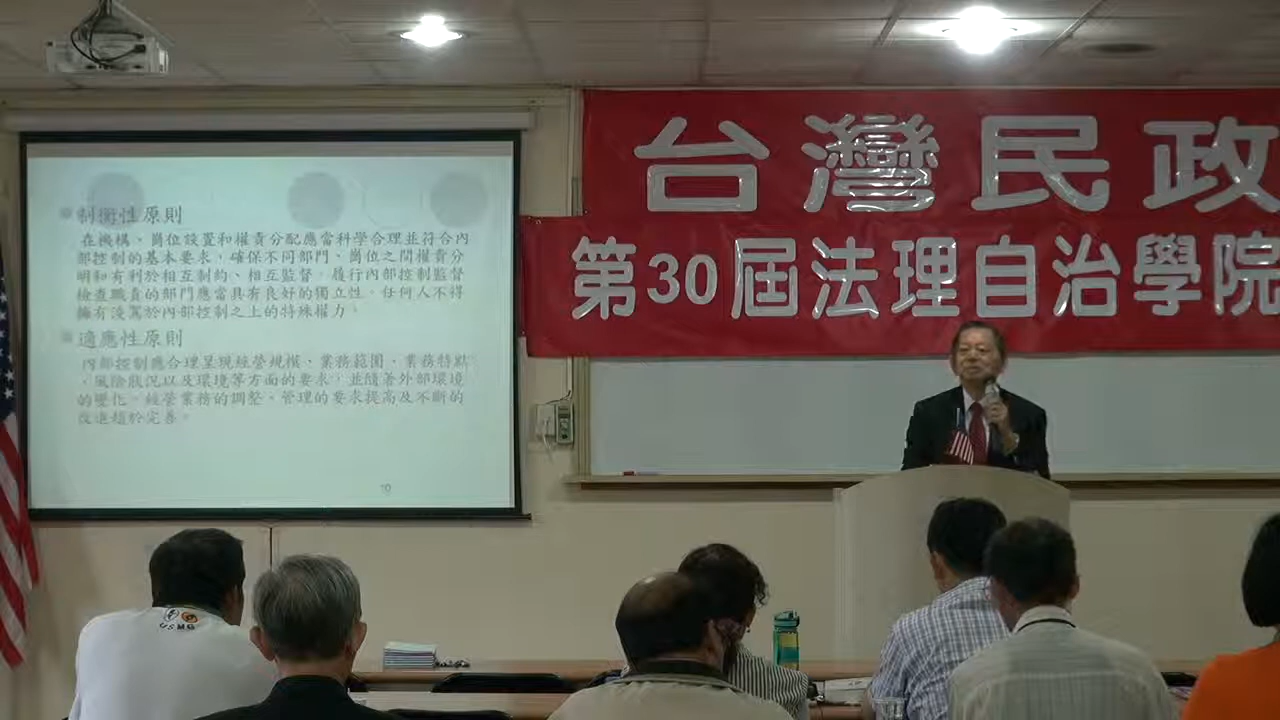 台灣民政
第30屆法理自治學院
制衡性原則
在機構、崗位設置和權責分配應當科學合理並符合內
部控制的基本要求，確保不同部門、崗位之間權責分
明和有利於相互制約、相互監督。履行內部控制監督
檢查職責的部門應當具有良好的獨立性。任何人不得
擁有淩駕於內部控制之上的特殊權力。
適應性原則
內部控制應合理呈現經營規模、業務範圍、業務特點
、風險狀況以及環境等方面的要求，並隨著外部環境
的變化、經營業務的調整、管理的要求提高及不斷的
改進趨於完善。
USMG